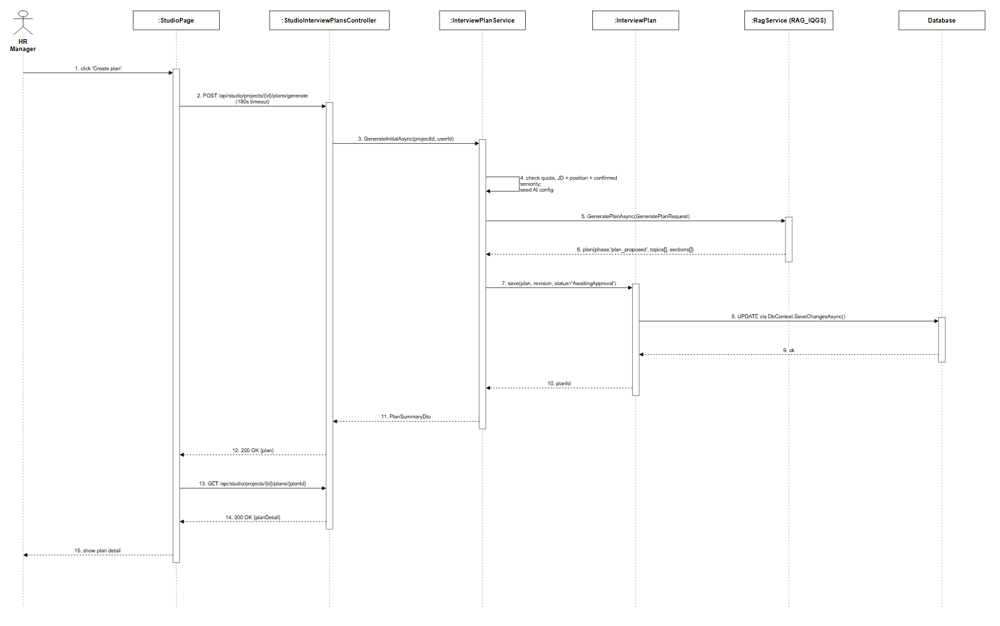 :StudioPage
:StudioInterviewPlansController
:InterviewPlanService
:InterviewPlan
:RagService (RAG_IQGS)
Database
HR
Manager
1. click 'Create plan'
2. POST /api/studio/projects/{id}/plans/generate
(180s timeout)
3. GenerateInitialAsync(projectId, userId)
4. check quota, JD + position + confirmed
seniority;
seed AI config
5. GeneratePlanAsync(GeneratePlanRequest)
6. plan{phase:'plan_proposed', topics[], sections[]}
7. save(plan, revision, status='AwaitingApproval')
8. UPDATE via DbContext.SaveChangesAsync()
9. ok
10. planId
11. PlanSummaryDto
12. 200 OK {plan}
13. GET /api/studio/projects/{id}/plans/{planId}
14. 200 OK {planDetail}
15. show plan detail